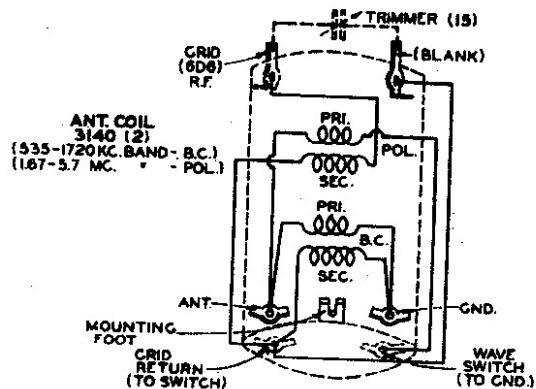 TRIMMER (15)
GRID
(6D6)
R.F.
(BLANK)
ANT. COIL
3140 (2)
(535-1720 KC. BAND - B.C.)
(1.67-5.7 MC. " - POL.)
PRI.
POL.
SEC.
PRI.
B.C.
SEC.
ANT.
GND.
MOUNTING
FOOT
GRID
RETURN
(TO SWITCH)
WAVE
SWITCH
(TO GND.)